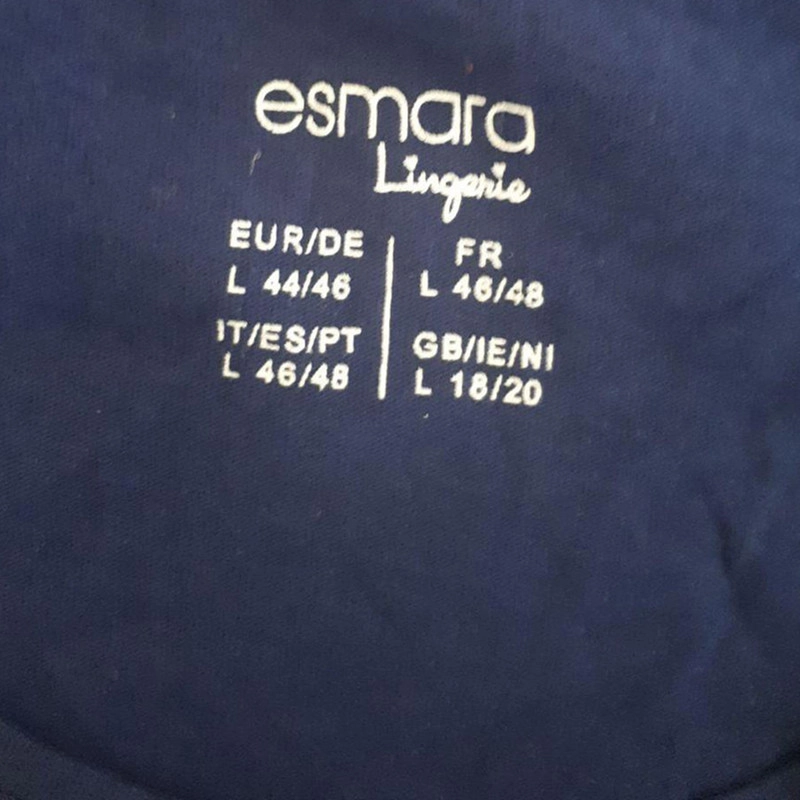 esmara
Lingerie
EUR/DE
L 44/46
FR
L 46/48
IT/ES/PT
L 46/48
GB/IE/NI
L 18/20